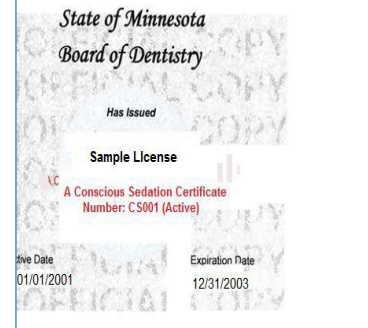 State of Minnesota
Board of Dentistry
Has Issued
Sample LIcense
A Conscious Sedation Certificate
Number: CS001 (Active)
tive Date
Expiration Date
01/01/2001
12/31/2003